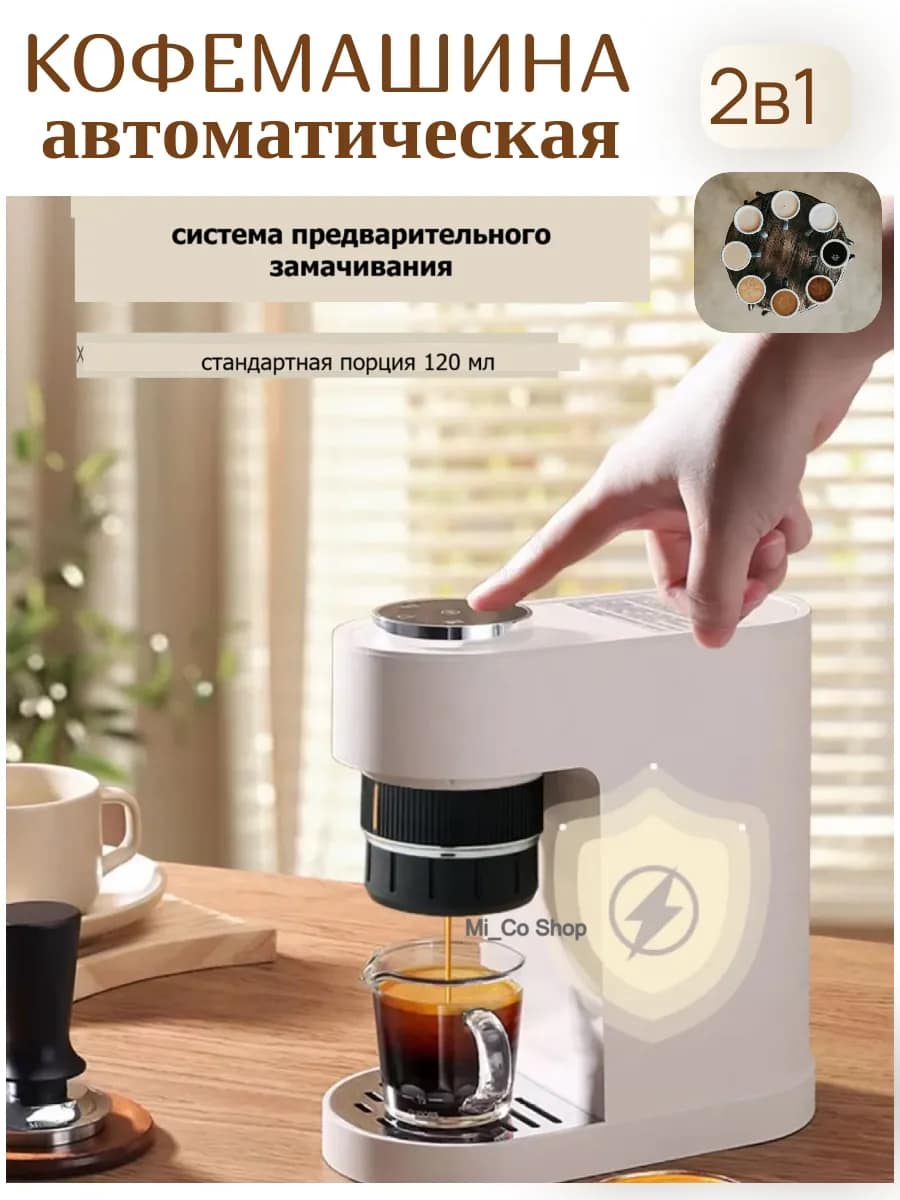 КОФЕМАШИНА
2в1
автоматическая
система предварительного
замачивания
стандартная порция 120 мл
Mi_Co Shop